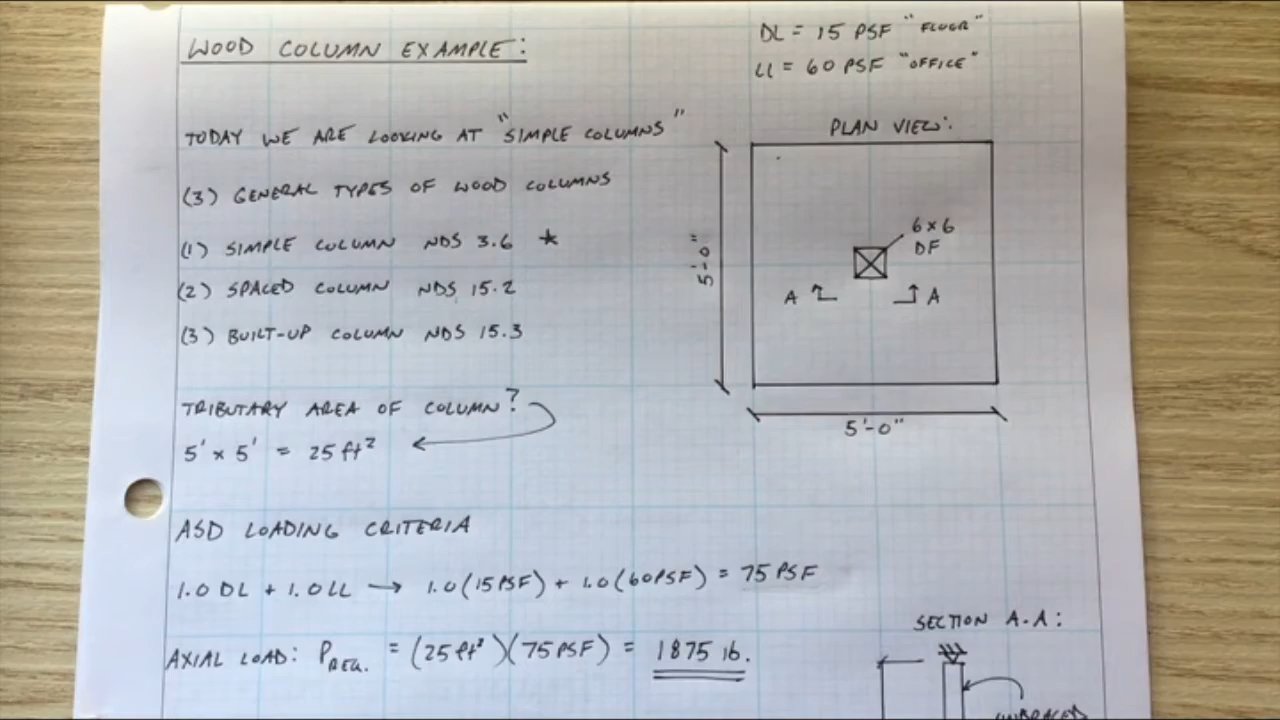 WOOD COLUMN EXAMPLE:
DL = 15 PSF "FLOOR"
LL = 60 PSF "OFFICE"
TODAY WE ARE LOOKING AT "SIMPLE COLUMNS"
(3) GENERAL TYPES OF WOOD COLUMNS
(1) SIMPLE COLUMN NDS 3.6 ★
(2) SPACED COLUMN NDS 15.2
(3) BUILT-UP COLUMN NDS 15.3
PLAN VIEW:
5'-0"
6x6
DF
A A
5'-0"
TRIBUTARY AREA OF COLUMN?
5' x 5' = 25 ft²
ASD LOADING CRITERIA
1.0 DL + 1.0 LL → 1.0(15PSF) + 1.0(60PSF) = 75 PSF
AXIAL LOAD: P REQ. = (25 ft²)(75 PSF) = 1875 lb.
SECTION A-A:
UNBRACED